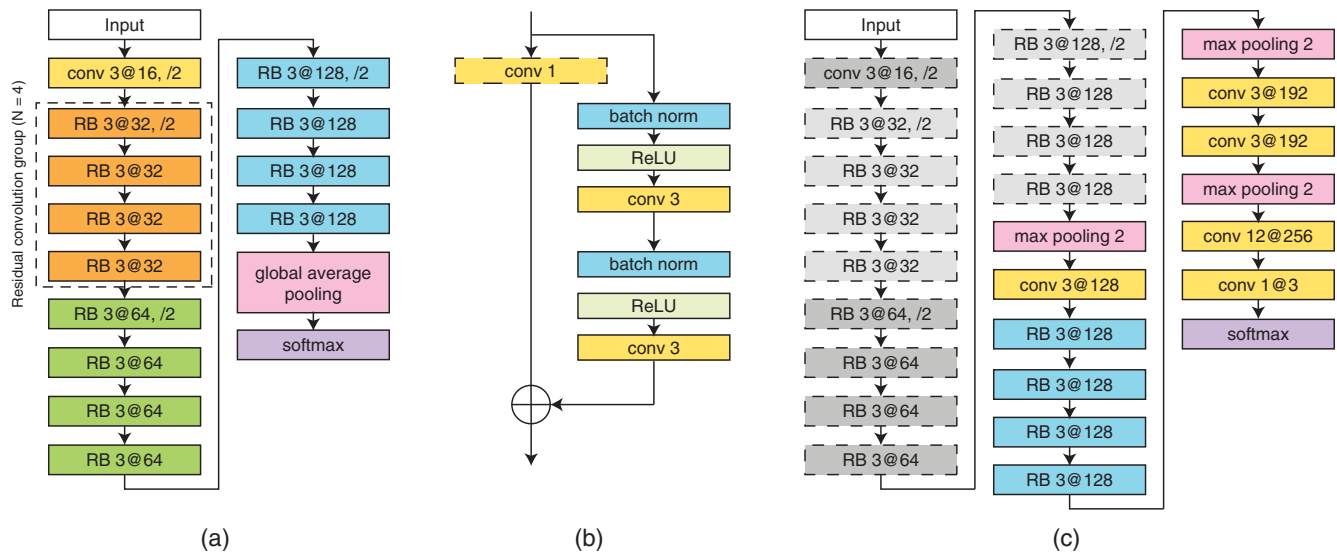 Input
conv 3@16, /2
Residual convolution group (N = 4)
RB 3@32, /2
RB 3@32
RB 3@32
RB 3@32
RB 3@64, /2
RB 3@64
RB 3@64
RB 3@64
RB 3@128, /2
RB 3@128
RB 3@128
RB 3@128
global average
pooling
softmax
(a)
conv 1
batch norm
ReLU
conv 3
batch norm
ReLU
conv 3
(b)
Input
conv 3@16, /2
RB 3@32, /2
RB 3@32
RB 3@32
RB 3@32
RB 3@64, /2
RB 3@64
RB 3@64
RB 3@64
RB 3@128, /2
RB 3@128
RB 3@128
RB 3@128
max pooling 2
conv 3@128
RB 3@128
RB 3@128
RB 3@128
RB 3@128
max pooling 2
conv 3@192
conv 3@192
max pooling 2
conv 12@256
conv 1@3
softmax
(c)